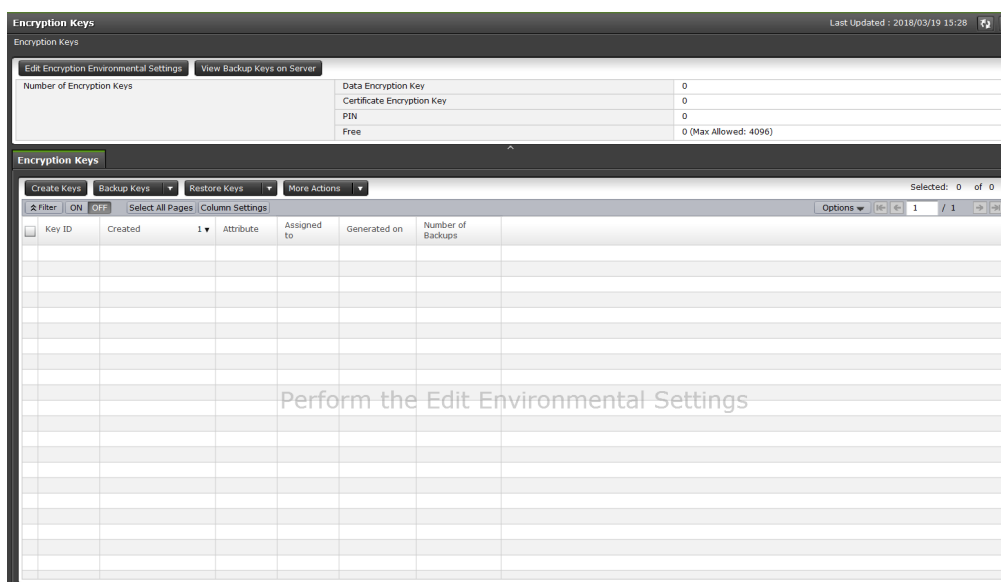 Encryption Keys
Last Updated : 2018/03/19 15:28
Encryption Keys
Edit Encryption Environmental Settings View Backup Keys on Server
Number of Encryption Keys Data Encryption Key 0
Certificate Encryption Key 0
PIN 0
Free 0 (Max Allowed: 4096)
Encryption Keys
Create Keys Backup Keys Restore Keys More Actions Selected: 0 of 0
Filter ON OFF Select All Pages Column Settings Options 1 / 1
Key ID Created 1 Attribute Assigned to Generated on Number of Backups
Perform the Edit Environmental Settings